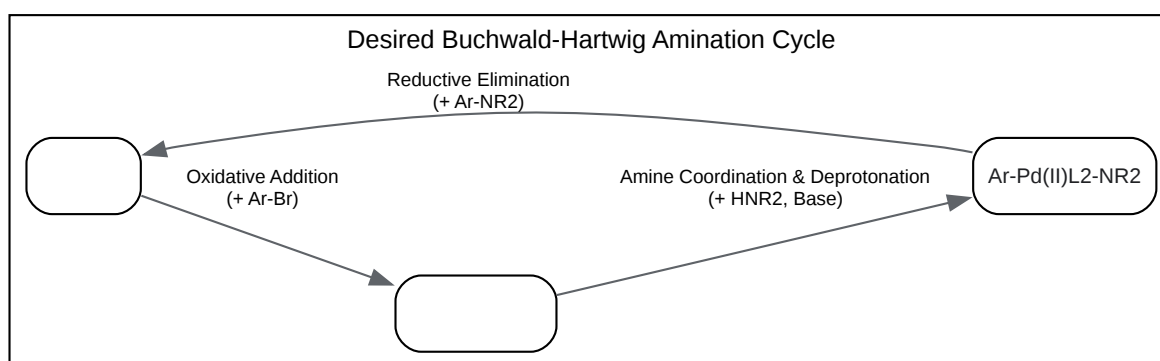 Desired Buchwald-Hartwig Amination Cycle
Reductive Elimination
(+ Ar-NR2)
Oxidative Addition
(+ Ar-Br)
Amine Coordination & Deprotonation
(+ HNR2, Base)
Ar-Pd(II)L2-NR2